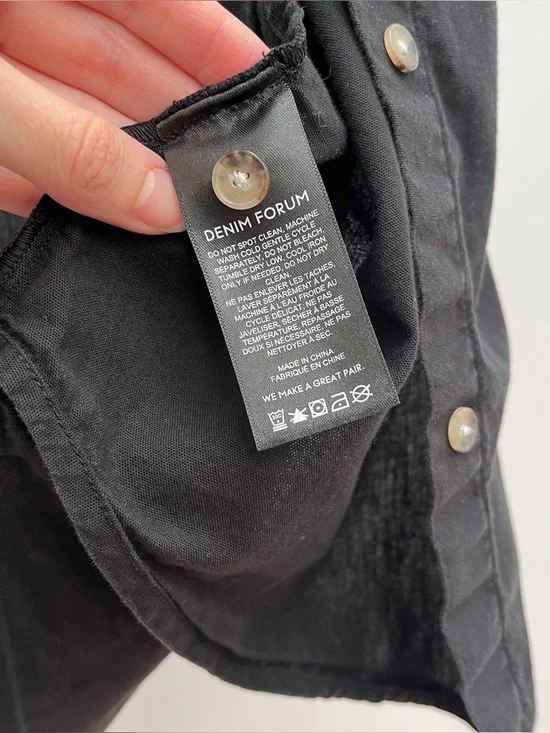 DENIM FORUM
DO NOT SPOT CLEAN. MACHINE
WASH COLD GENTLE CYCLE
SEPARATELY. DO NOT BLEACH.
TUMBLE DRY LOW. COOL IRON
ONLY IF NEEDED, DO NOT DRY
CLEAN.
NE PAS ENLEVER LES TACHES.
LAVER SÉPARÉMENT À LA
MACHINE À L'EAU FROIDE AU
CYCLE DÉLICAT. NE PAS
JAVELISER. SÉCHER À BASSE
TEMPÉRATURE. REPASSAGE
DOUX SI NÉCESSAIRE. NE PAS
NETTOYER À SEC.
MADE IN CHINA
FABRIQUÉ EN CHINE
WE MAKE A GREAT PAIR.